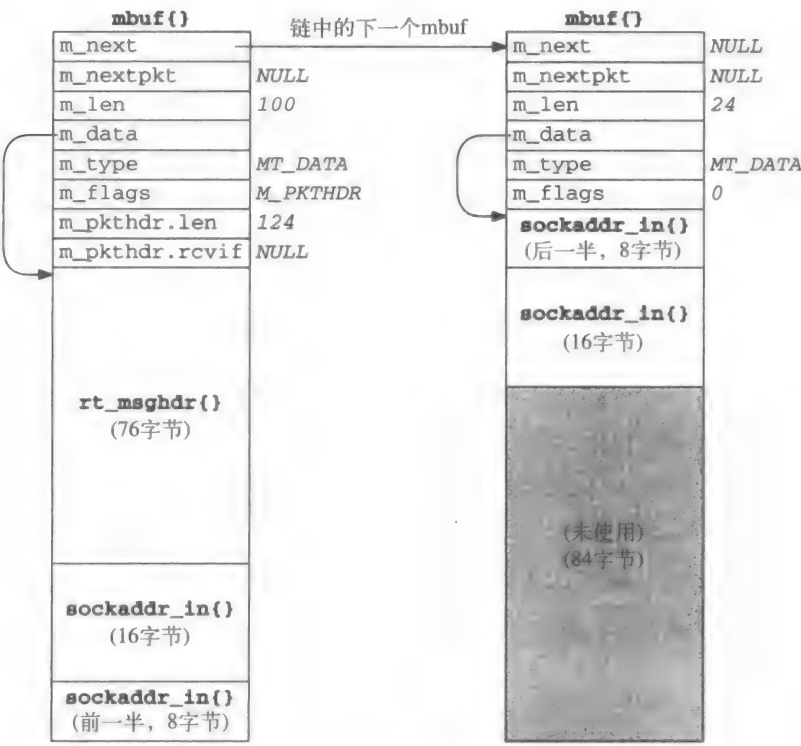 mbuf{}
链中的下一个mbuf
mbuf{}
m_next
m_next NULL
m_nextpkt NULL
m_nextpkt NULL
m_len 100
m_len 24
m_data
m_data
m_type MT_DATA
m_type MT_DATA
m_flags M_PKTHDR
m_flags 0
m_pkthdr.len 124
m_pkthdr.rcvif NULL
sockaddr_in{}
(后一半，8字节)
sockaddr_in{}
(16字节)
rt_msghdr{}
(76字节)
(未使用)
(84字节)
sockaddr_in{}
(16字节)
sockaddr_in{}
(前一半，8字节)